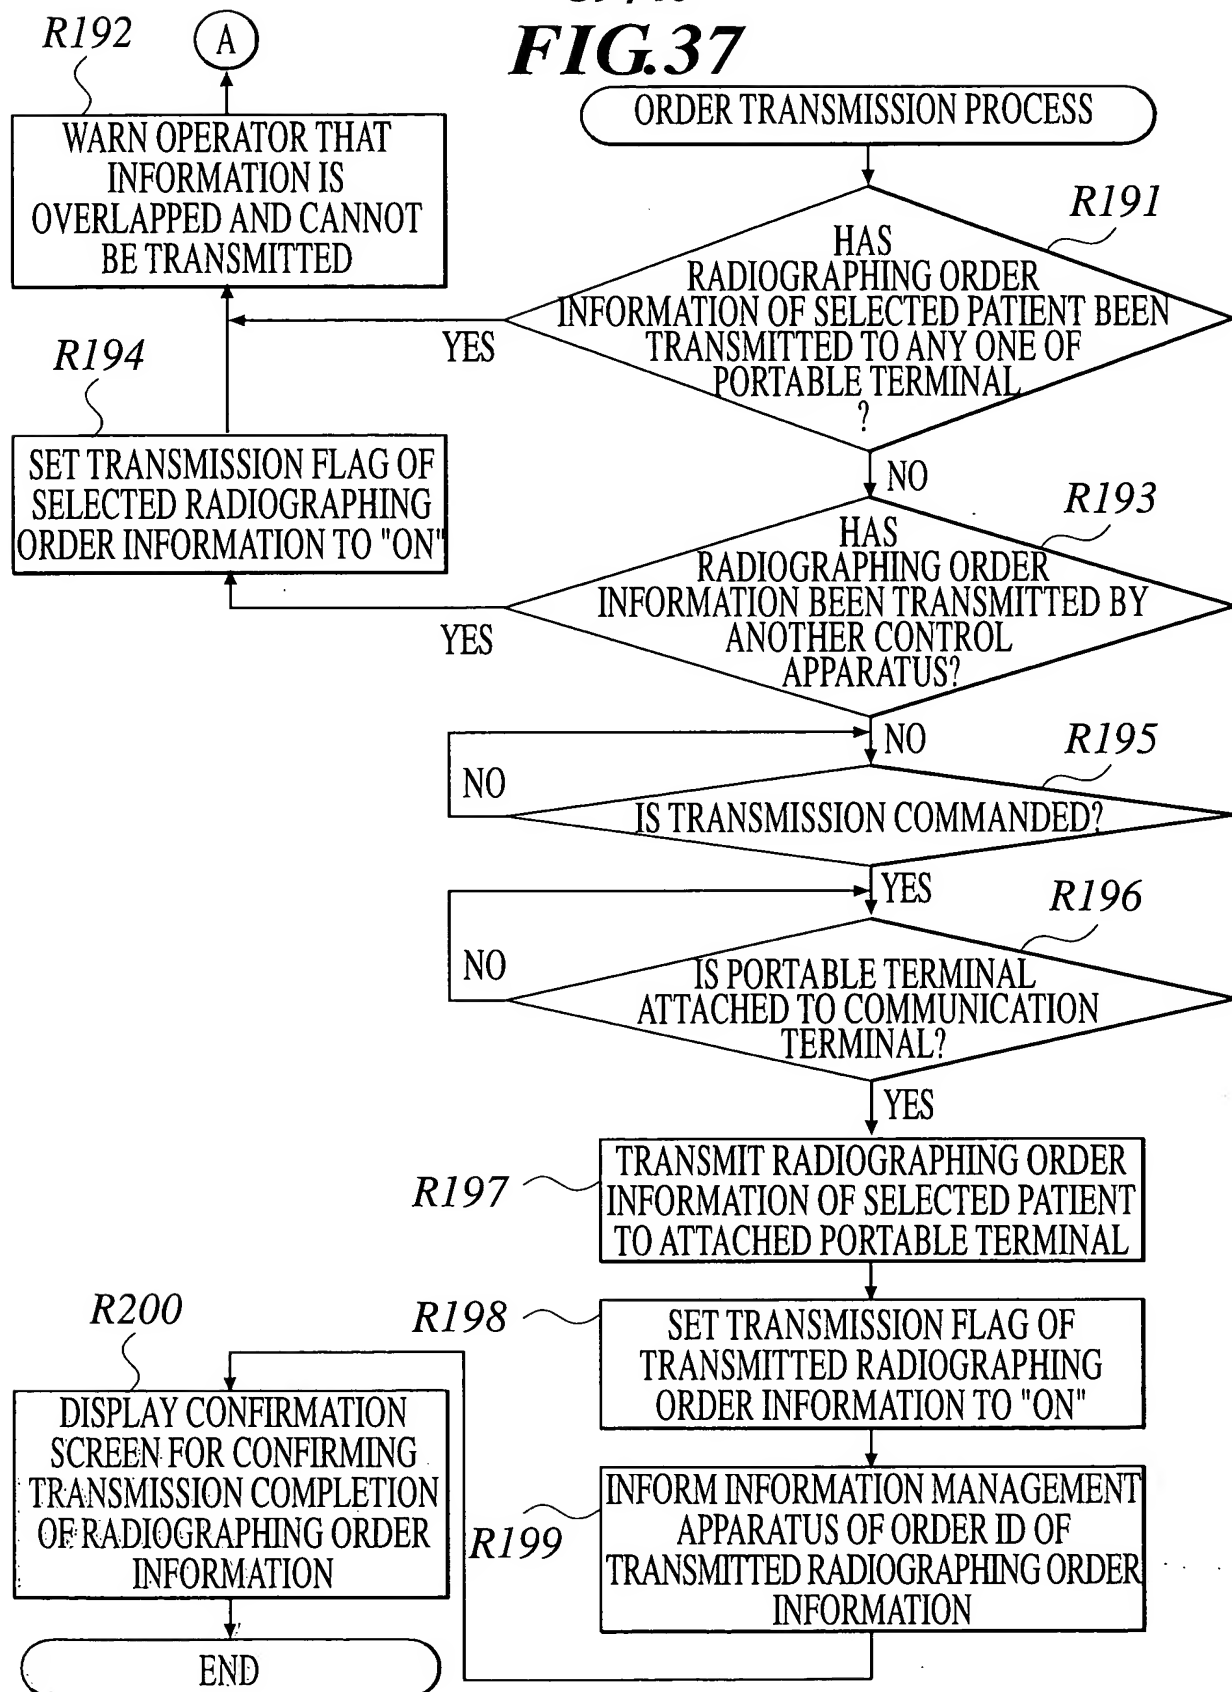 FIG.37
R192
A
WARN OPERATOR THAT
INFORMATION IS
OVERLAPPED AND CANNOT
BE TRANSMITTED
ORDER TRANSMISSION PROCESS
R191
HAS
RADIOGRAPHING ORDER
INFORMATION OF SELECTED PATIENT BEEN
TRANSMITTED TO ANY ONE OF
PORTABLE TERMINAL
?
YES
NO
R194
SET TRANSMISSION FLAG OF
SELECTED RADIOGRAPHING
ORDER INFORMATION TO "ON"
R193
HAS
RADIOGRAPHING ORDER
INFORMATION BEEN TRANSMITTED BY
ANOTHER CONTROL
APPARATUS?
YES
NO
R195
NO
IS TRANSMISSION COMMANDED?
YES
R196
NO
IS PORTABLE TERMINAL
ATTACHED TO COMMUNICATION
TERMINAL?
YES
R197
TRANSMIT RADIOGRAPHING ORDER
INFORMATION OF SELECTED PATIENT
TO ATTACHED PORTABLE TERMINAL
R198
SET TRANSMISSION FLAG OF
TRANSMITTED RADIOGRAPHING
ORDER INFORMATION TO "ON"
R199
INFORM INFORMATION MANAGEMENT
APPARATUS OF ORDER ID OF
TRANSMITTED RADIOGRAPHING ORDER
INFORMATION
R200
DISPLAY CONFIRMATION
SCREEN FOR CONFIRMING
TRANSMISSION COMPLETION
OF RADIOGRAPHING ORDER
INFORMATION
END